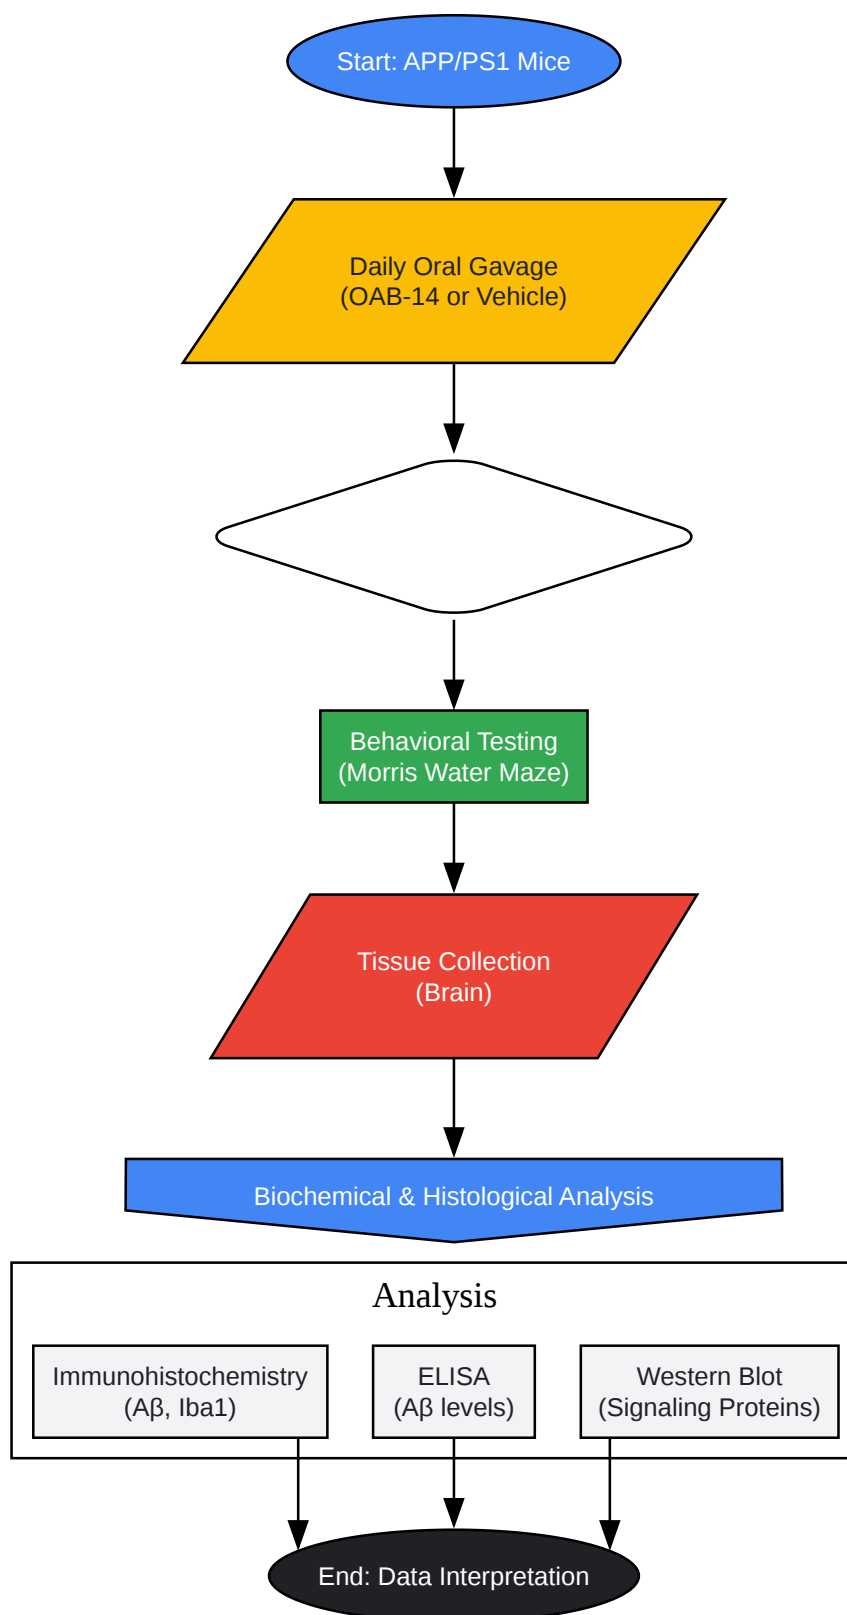 Start: APP/PS1 Mice
Daily Oral Gavage
(OAB-14 or Vehicle)
Behavioral Testing
(Morris Water Maze)
Tissue Collection
(Brain)
Biochemical & Histological Analysis
Analysis
Immunohistochemistry
(Aβ, Iba1)
ELISA
(Aβ levels)
Western Blot
(Signaling Proteins)
End: Data Interpretation